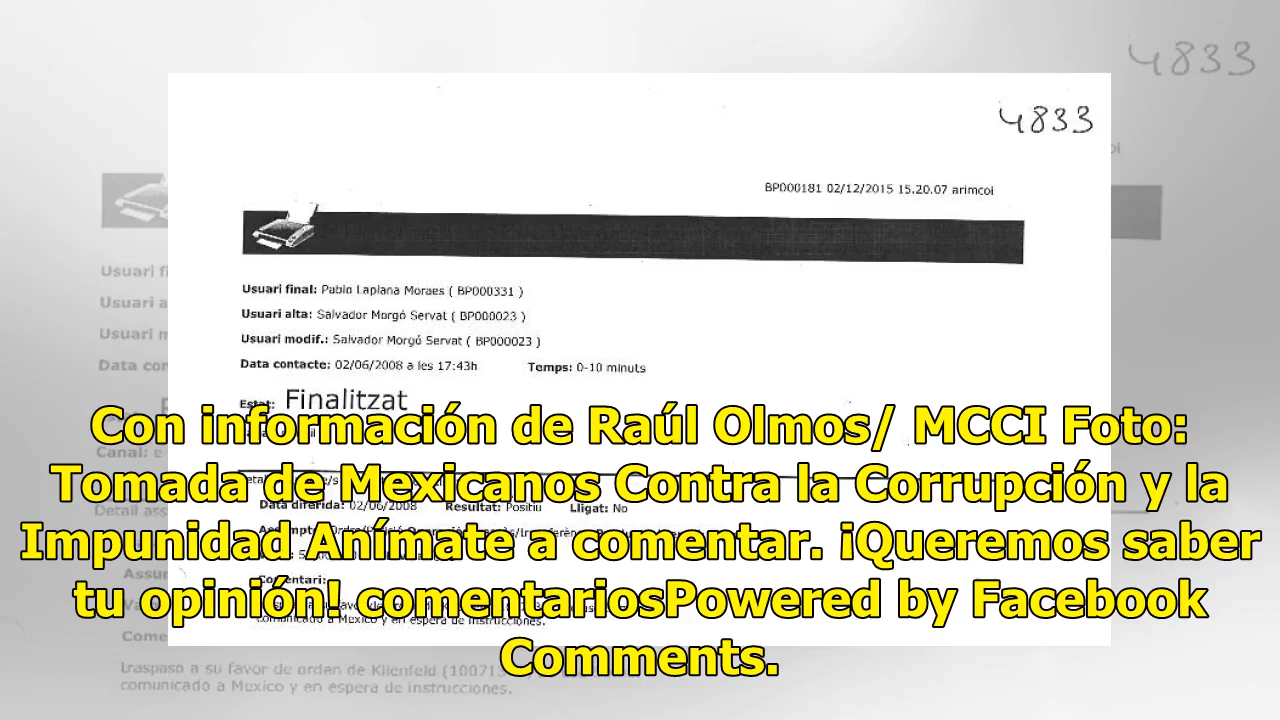 4833
4833
BP000181 02/12/2015 15.20.07 arimcoi
Usuari final: Pablo Laplana Moraes ( BP000331 )
Usuari alta: Salvador Morgó Servat ( BP000023 )
Usuari modif.: Salvador Morgó Servat ( BP000023 )
Data contacte: 02/06/2008 a les 17:43h Temps: 0-10 minuts
Estat: Finalitzat
Con información de Raúl Olmos/ MCCI Foto:
Tomada de Mexicanos Contra la Corrupción y la
Impunidad Anímate a comentar. ¡Queremos saber
tu opinión! comentariosPowered by Facebook
Comments.
Data diferida: 02/06/2008 Resultat: Positiu Lligat: No
Comentari:
comunicado a Mexico y en espera de instrucciones.
Usuari
Usuari
Usuari
Data
Canal:
Detall
traspaso a su favor de orden de Klienfeld (10071
comunicado a Mexico y en espera de instrucciones.